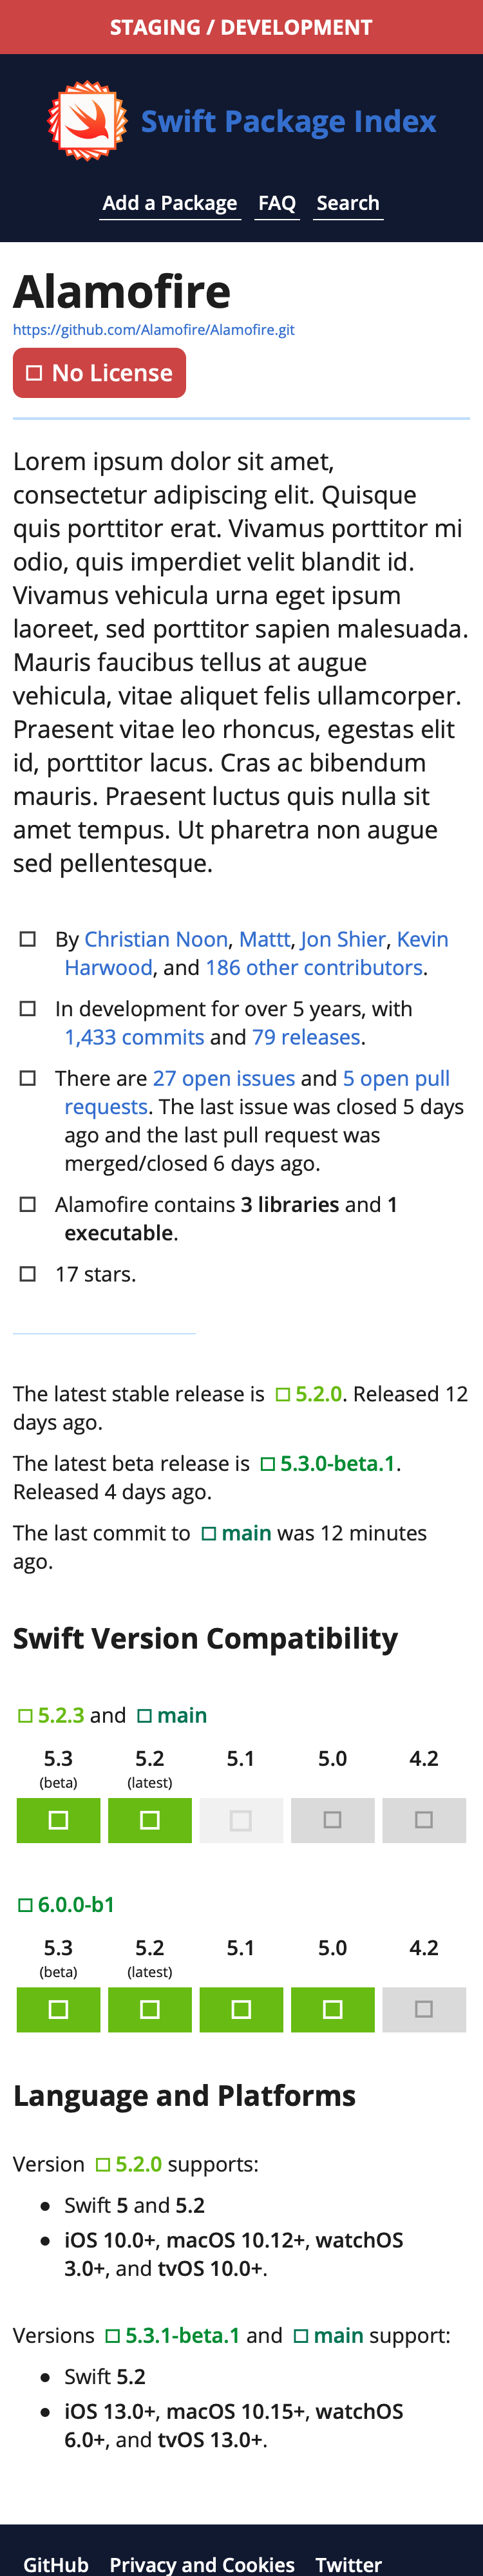 STAGING / DEVELOPMENT
Swift Package Index
Add a Package FAQ Search
Alamofire
https://github.com/Alamofire/Alamofire.git
No License
Lorem ipsum dolor sit amet,
consectetur adipiscing elit. Quisque
quis porttitor erat. Vivamus porttitor mi
odio, quis imperdiet velit blandit id.
Vivamus vehicula urna eget ipsum
laoreet, sed porttitor sapien malesuada.
Mauris faucibus tellus at augue
vehicula, vitae aliquet felis ullamcorper.
Praesent vitae leo rhoncus, egestas elit
id, porttitor lacus. Cras ac bibendum
mauris. Praesent luctus quis nulla sit
amet tempus. Ut pharetra non augue
sed pellentesque.
By Christian Noon, Mattt, Jon Shier, Kevin
Harwood, and 186 other contributors.
In development for over 5 years, with
1,433 commits and 79 releases.
There are 27 open issues and 5 open pull
requests. The last issue was closed 5 days
ago and the last pull request was
merged/closed 6 days ago.
Alamofire contains 3 libraries and 1
executable.
17 stars.
The latest stable release is 5.2.0. Released 12
days ago.
The latest beta release is 5.3.0-beta.1.
Released 4 days ago.
The last commit to main was 12 minutes
ago.
Swift Version Compatibility
5.2.3 and main
5.3 5.2 5.1 5.0 4.2
(beta) (latest)
6.0.0-b1
5.3 5.2 5.1 5.0 4.2
(beta) (latest)
Language and Platforms
Version 5.2.0 supports:
Swift 5 and 5.2
iOS 10.0+, macOS 10.12+, watchOS
3.0+, and tvOS 10.0+.
Versions 5.3.1-beta.1 and main support:
Swift 5.2
iOS 13.0+, macOS 10.15+, watchOS
6.0+, and tvOS 13.0+.
GitHub Privacy and Cookies Twitter